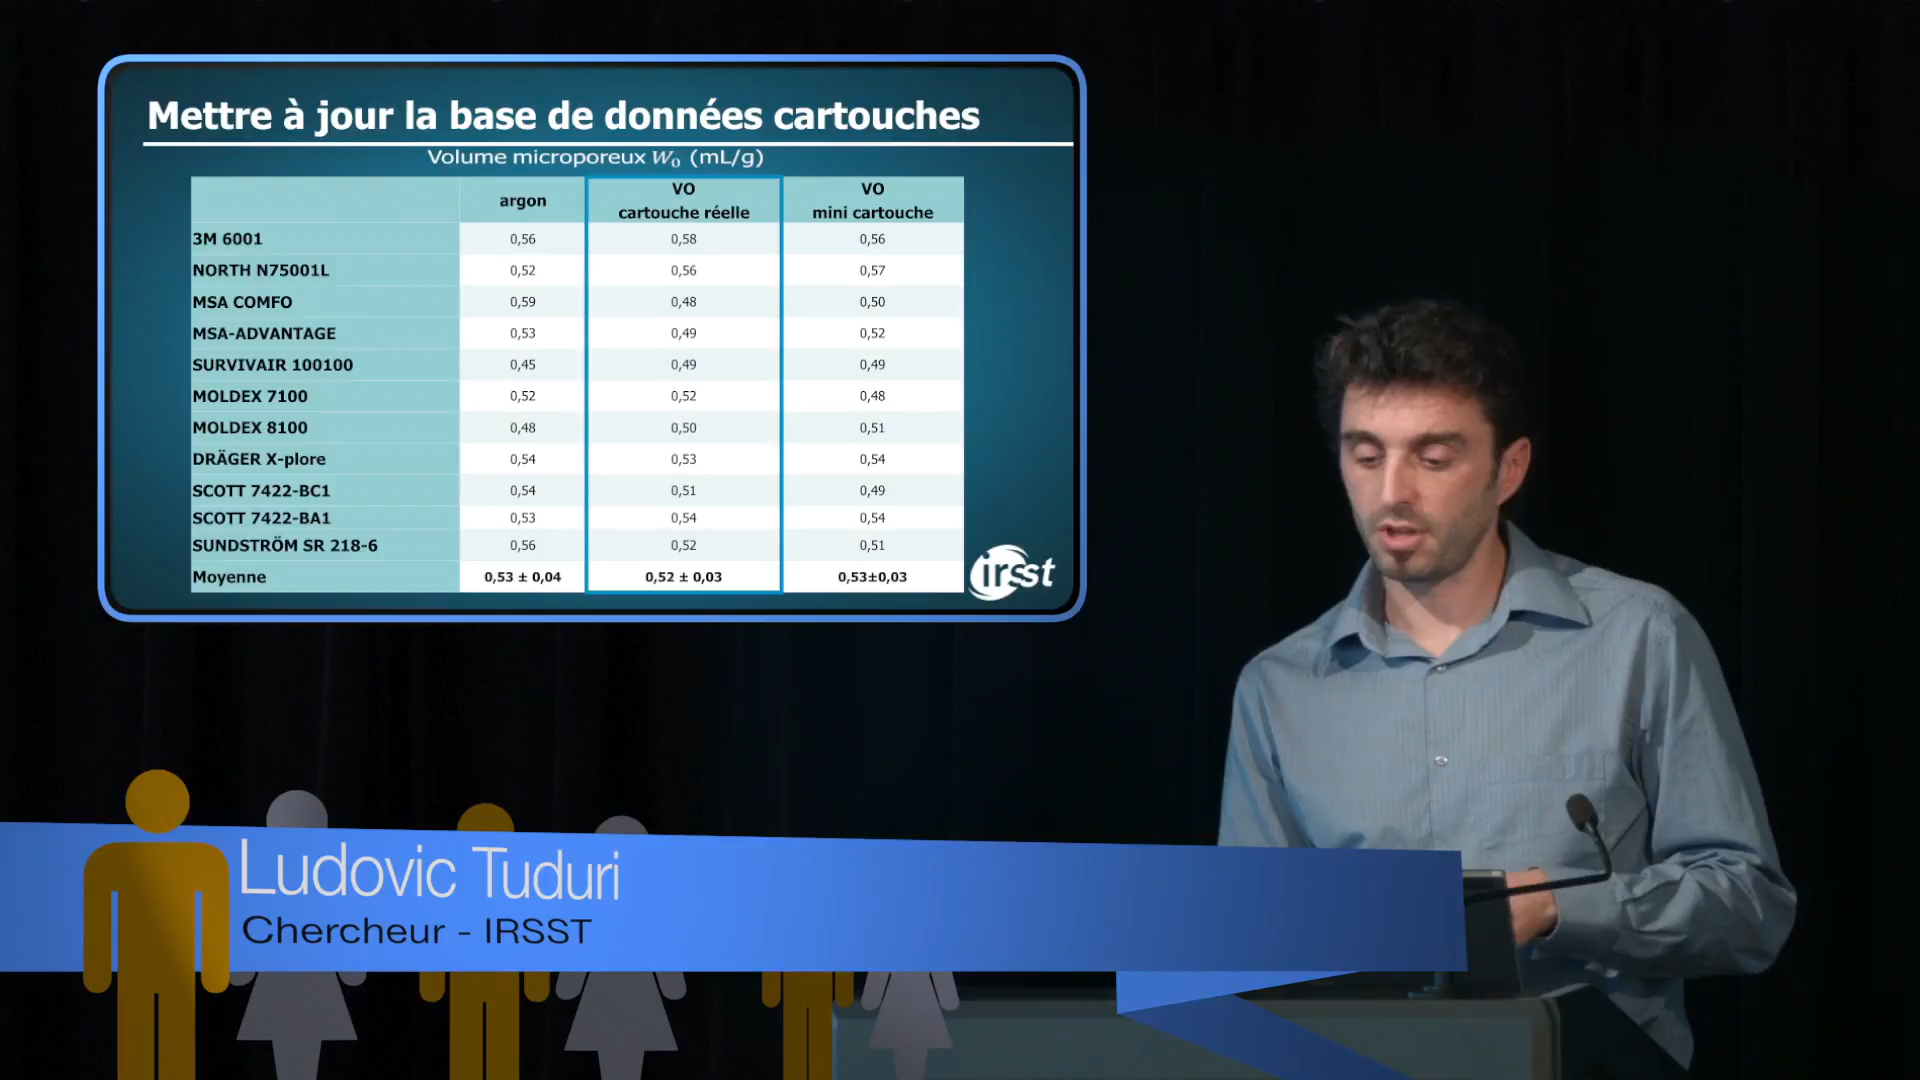 Mettre à jour la base de données cartouches
Volume microporeux W₀ (mL/g)
argon VO cartouche réelle VO mini cartouche
3M 6001 0,56 0,58 0,56
NORTH N75001L 0,52 0,56 0,57
MSA COMFO 0,59 0,48 0,50
MSA-ADVANTAGE 0,53 0,49 0,52
SURVIVAIR 100100 0,45 0,49 0,49
MOLDEX 7100 0,52 0,52 0,48
MOLDEX 8100 0,48 0,50 0,51
DRÄGER X-plore 0,54 0,53 0,54
SCOTT 7422-BC1 0,54 0,51 0,49
SCOTT 7422-BA1 0,53 0,54 0,54
SUNDSTRÖM SR 218-6 0,56 0,52 0,51
Moyenne 0,53 ± 0,04 0,52 ± 0,03 0,53±0,03
irsst
Ludovic Tuduri
Chercheur - IRSST